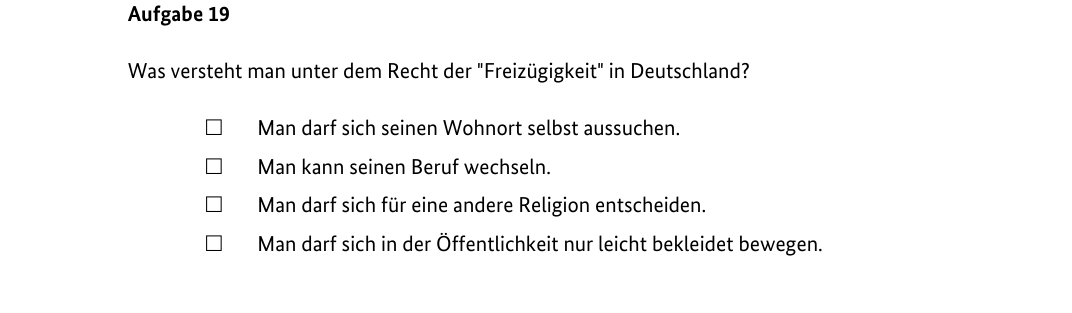 Aufgabe 19
Was versteht man unter dem Recht der "Freizügigkeit" in Deutschland?
☐ Man darf sich seinen Wohnort selbst aussuchen.
☐ Man kann seinen Beruf wechseln.
☐ Man darf sich für eine andere Religion entscheiden.
☐ Man darf sich in der Öffentlichkeit nur leicht bekleidet bewegen.